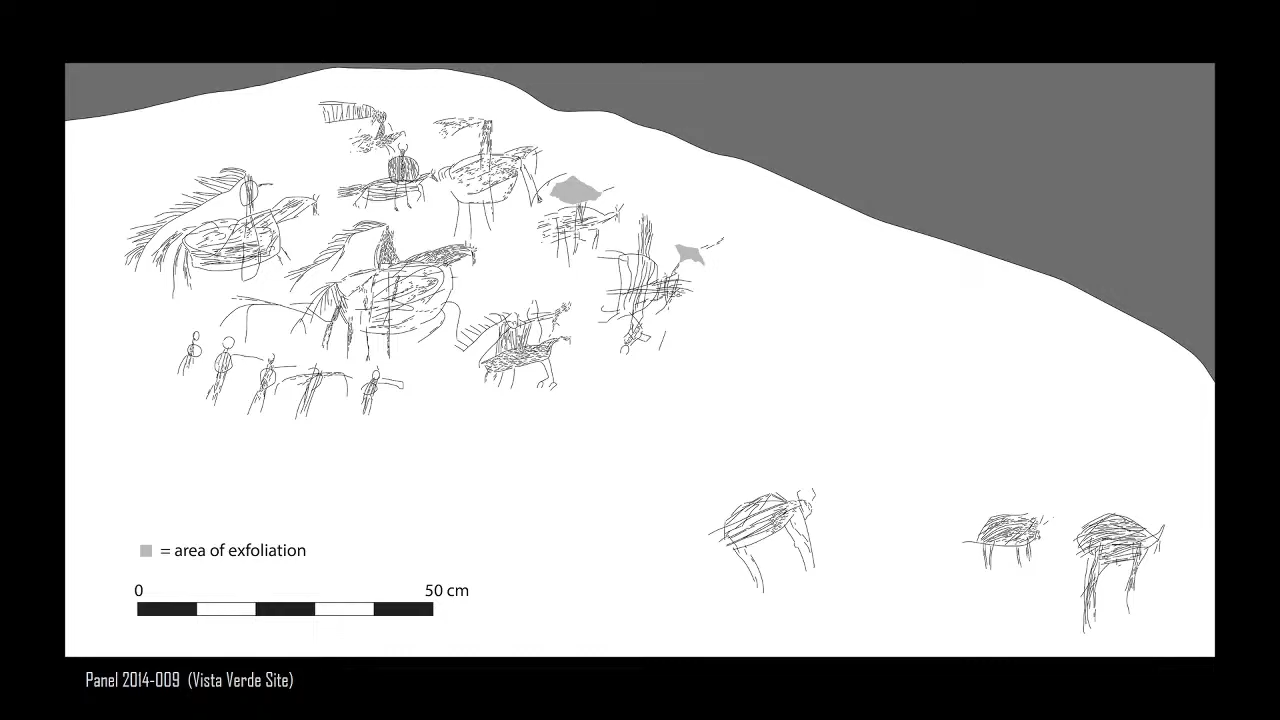 = area of exfoliation
0 50 cm
Panel 2014-009 (Vista Verde Site)